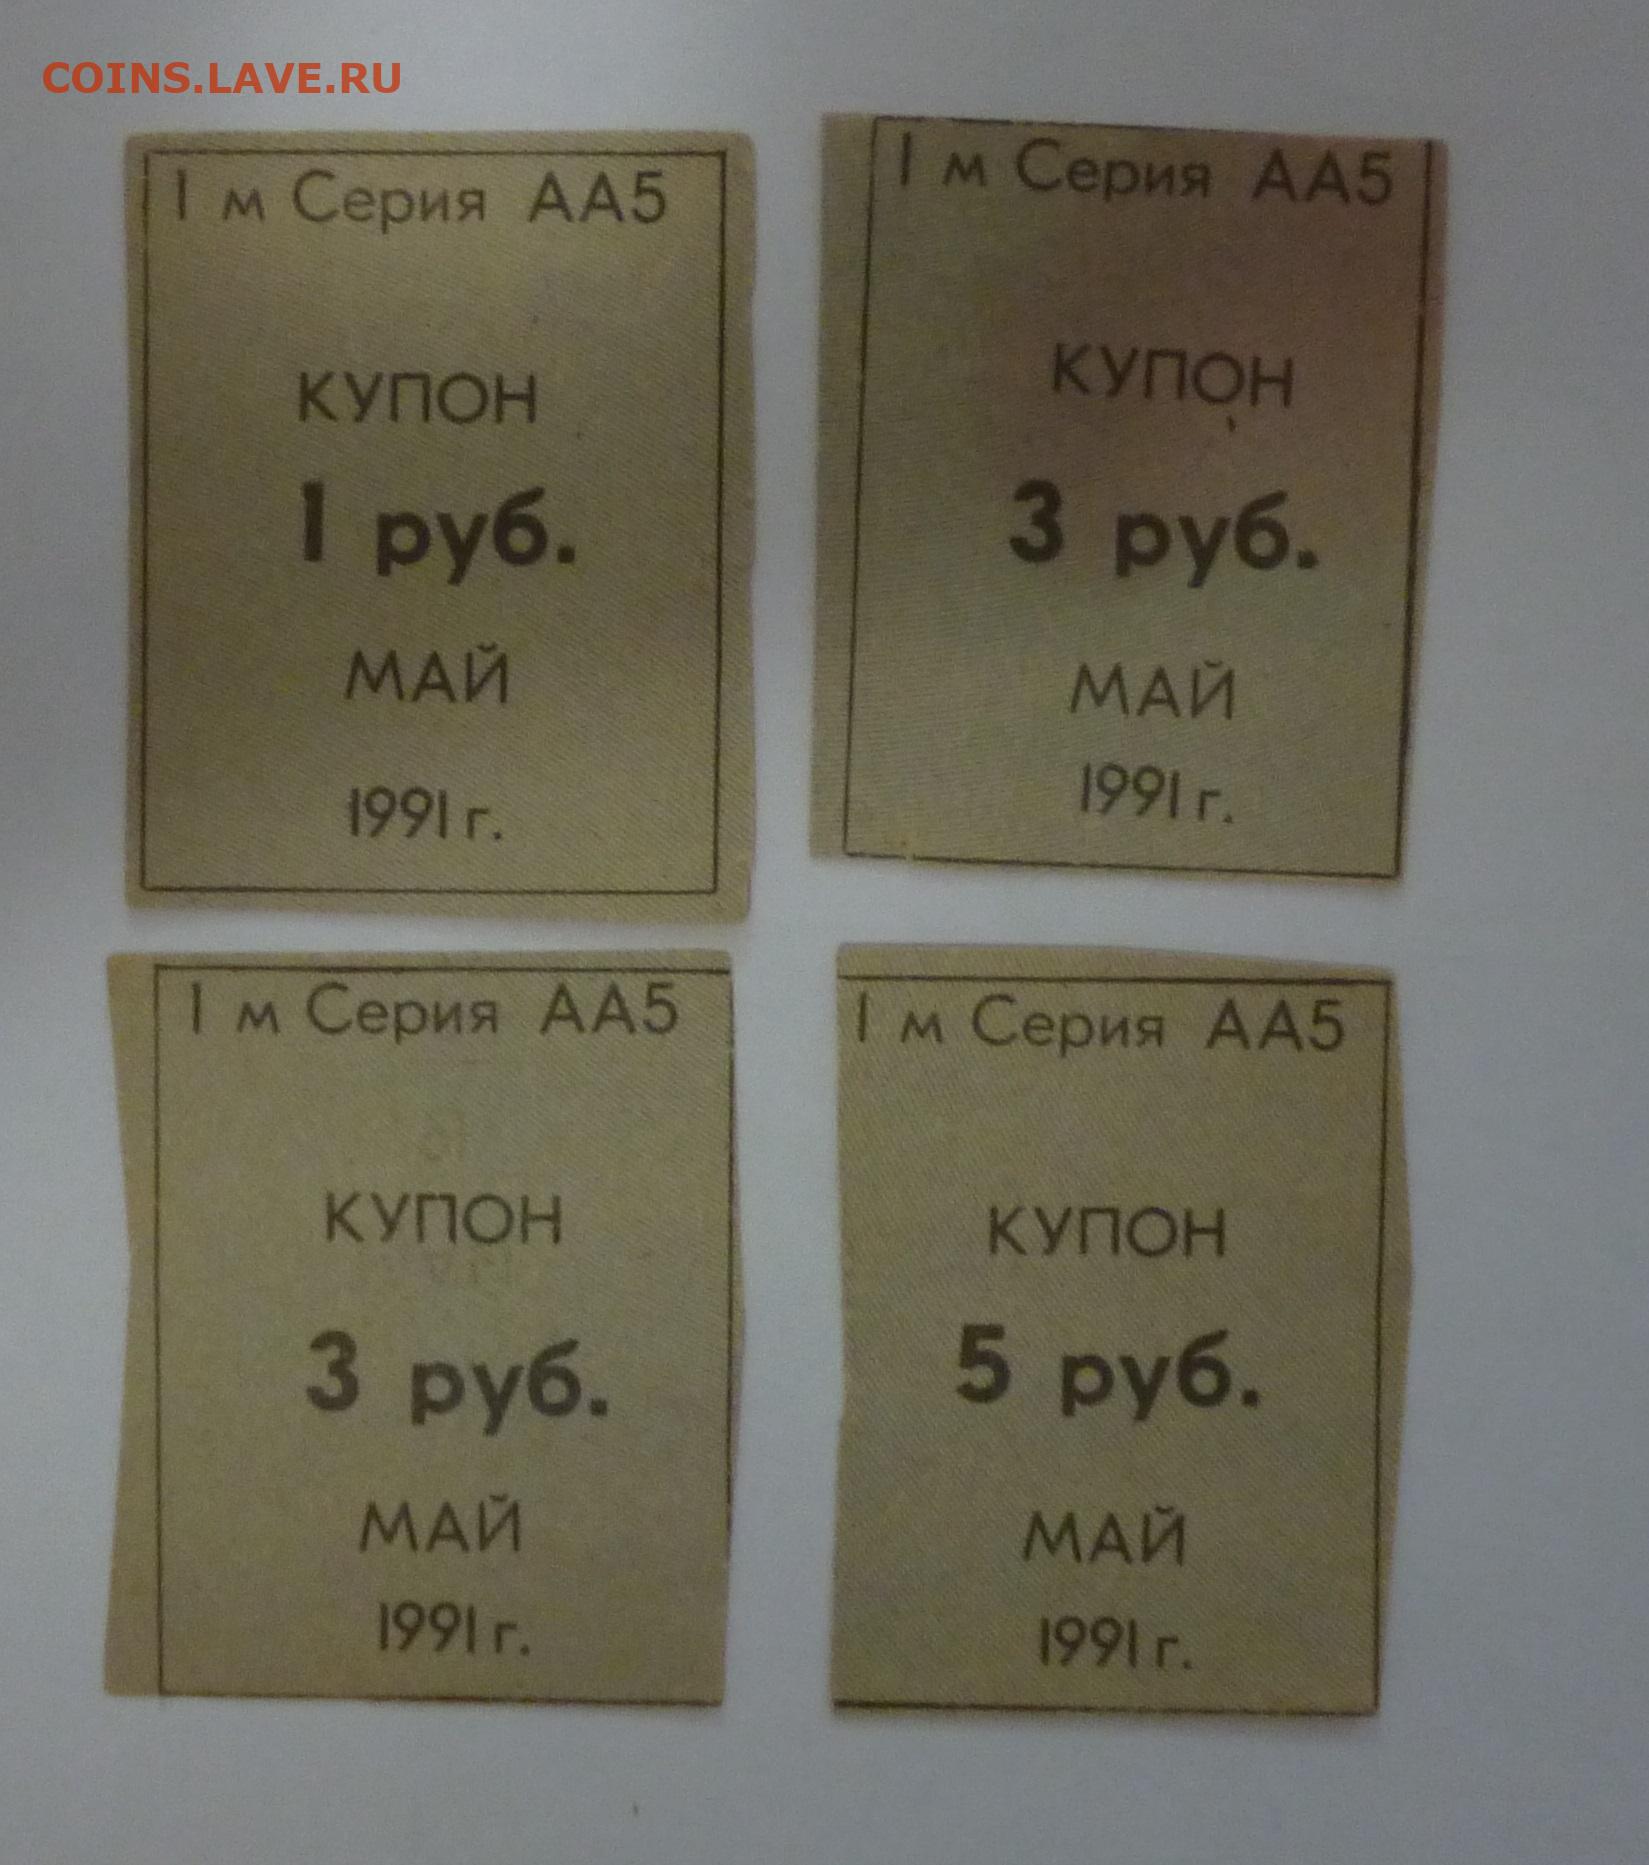 COINS.LAVE.RU
1 м Серия АА5
КУПОН
1 руб.
МАЙ
1991 г.
1 м Серия АА5
КУПОН
3 руб.
МАЙ
1991 г.
1 м Серия АА5
КУПОН
3 руб.
МАЙ
1991 г.
1 м Серия АА5
КУПОН
5 руб.
МАЙ
1991 г.